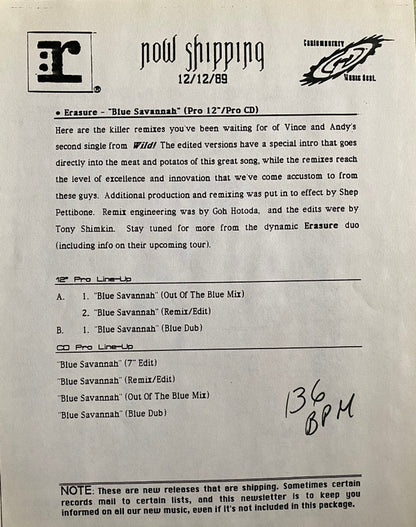 r
®
now shipping
12/12/89
Contemporary
Music Dept.
• Erasure - "Blue Savannah" (Pro 12"/Pro CD)
Here are the killer remixes you've been waiting for of Vince and Andy's
second single from Wild! The edited versions have a special intro that goes
directly into the meat and potatos of this great song, while the remixes reach
the level of excellence and innovation that we've come accustom to from
these guys. Additional production and remixing was put in to effect by Shep
Pettibone. Remix engineering was by Goh Hotoda, and the edits were by
Tony Shimkin. Stay tuned for more from the dynamic Erasure duo
(including info on their upcoming tour).
12" Pro Line-Up
A. 1. "Blue Savannah" (Out Of The Blue Mix)
2. "Blue Savannah" (Remix/Edit)
B. 1. "Blue Savannah" (Blue Dub)
CD Pro Line-Up
"Blue Savannah" (7" Edit)
"Blue Savannah" (Remix/Edit)
"Blue Savannah" (Out Of The Blue Mix)
"Blue Savannah" (Blue Dub)
136
BPM
NOTE: These are new releases that are shipping. Sometimes certain
records mail to certain lists, and this newsletter is to keep you
informed on all our new music, even if it's not included in this package.